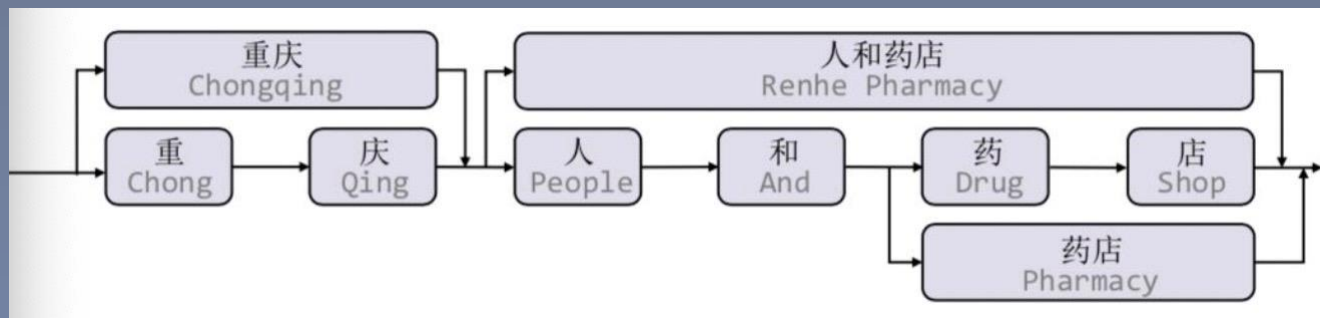 重庆
Chongqing
人和药店
Renhe Pharmacy
重
Chong
庆
Qing
人
People
和
And
药
Drug
店
Shop
药店
Pharmacy